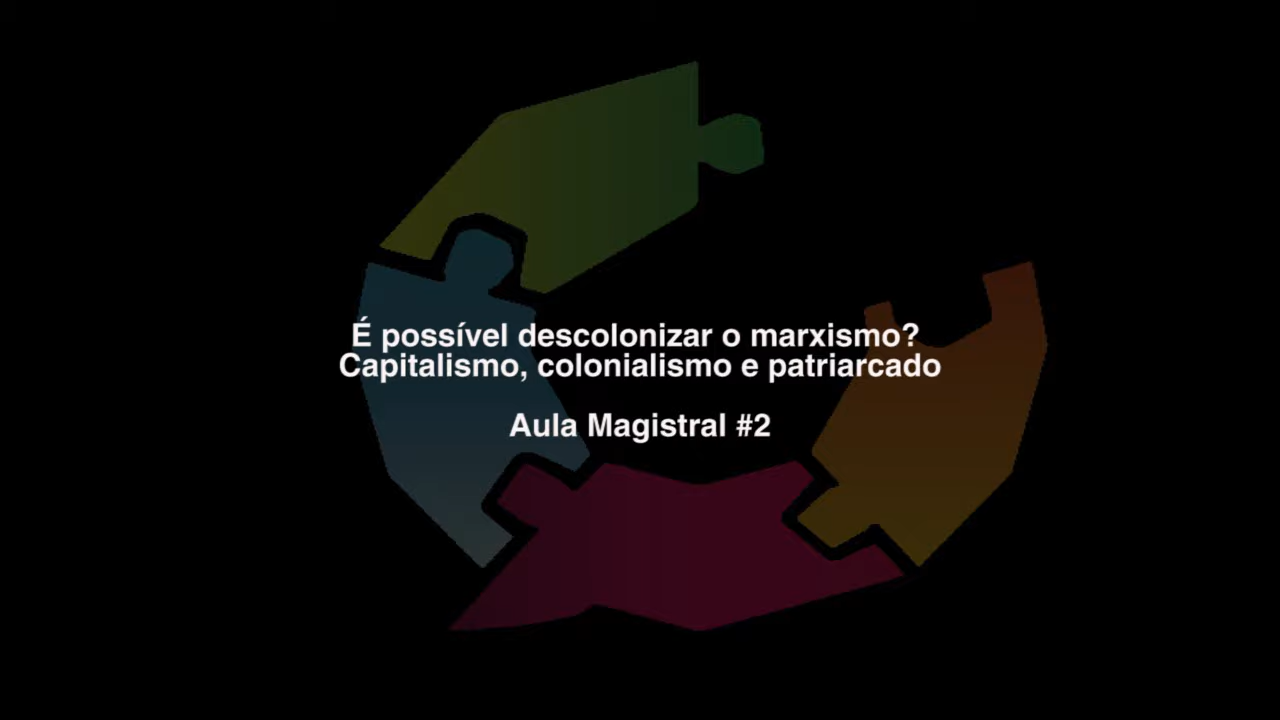 É possível descolonizar o marxismo?
Capitalismo, colonialismo e patriarcado
Aula Magistral #2